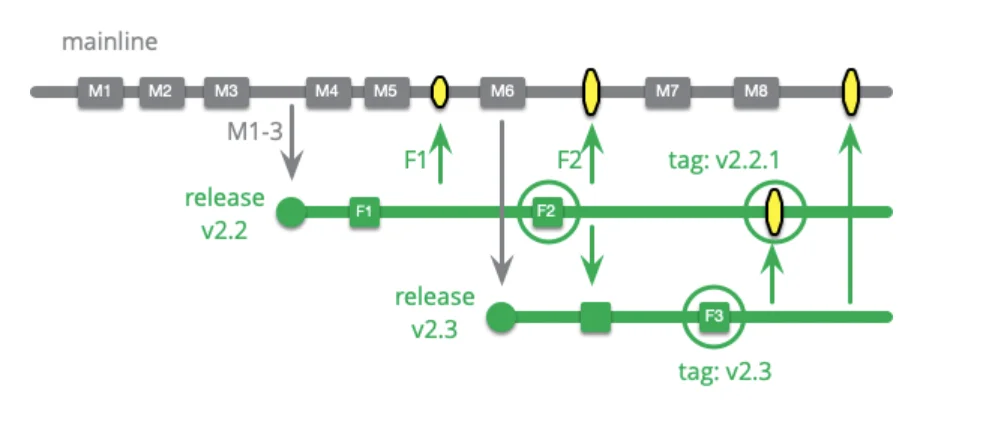 mainline
M1 M2 M3 M4 M5 M6 M7 M8
M1-3
F1
F2
tag: v2.2.1
release
v2.2
F1
F2
release
v2.3
F3
tag: v2.3